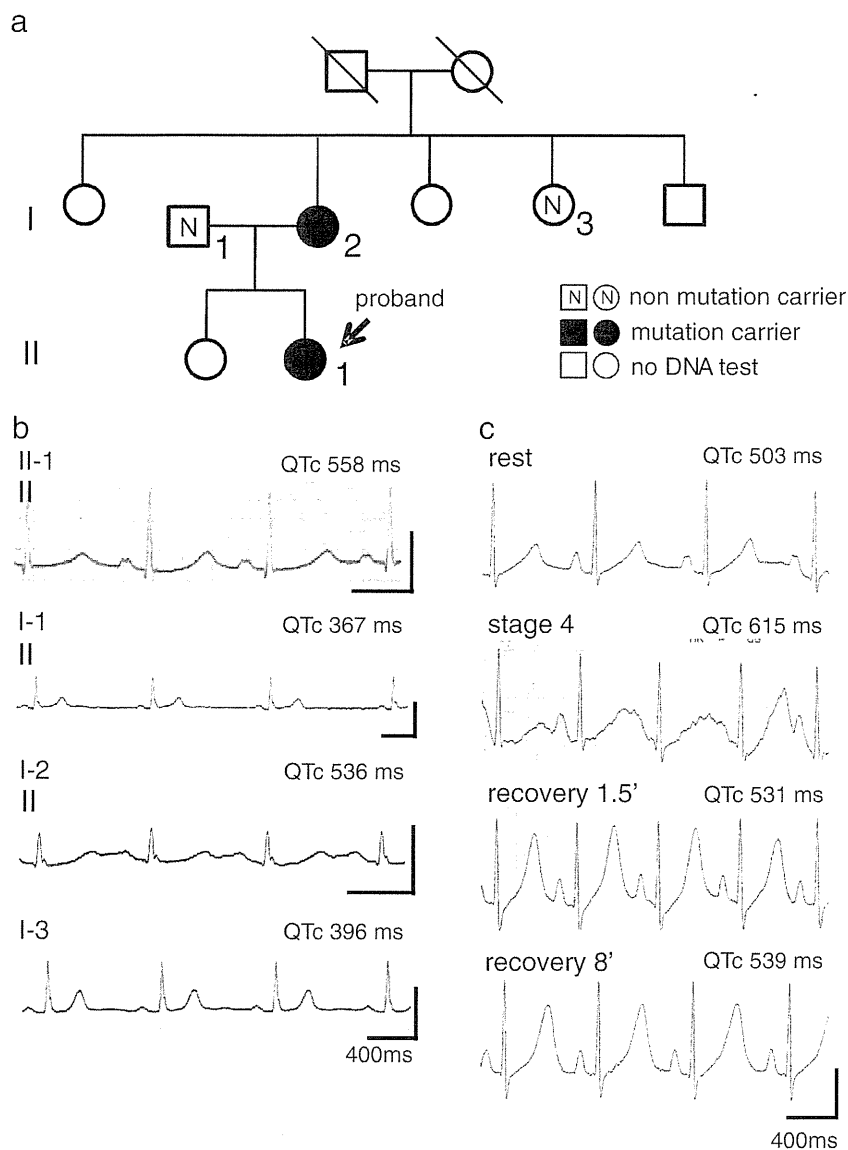 a
I
N
1
2
N
3
proband
II
1
N N non mutation carrier
mutation carrier
no DNA test
b
II-1
QTc 558 ms
II
I-1
QTc 367 ms
II
I-2
QTc 536 ms
II
I-3
QTc 396 ms
400ms
c
rest
QTc 503 ms
stage 4
QTc 615 ms
recovery 1.5'
QTc 531 ms
recovery 8'
QTc 539 ms
400ms